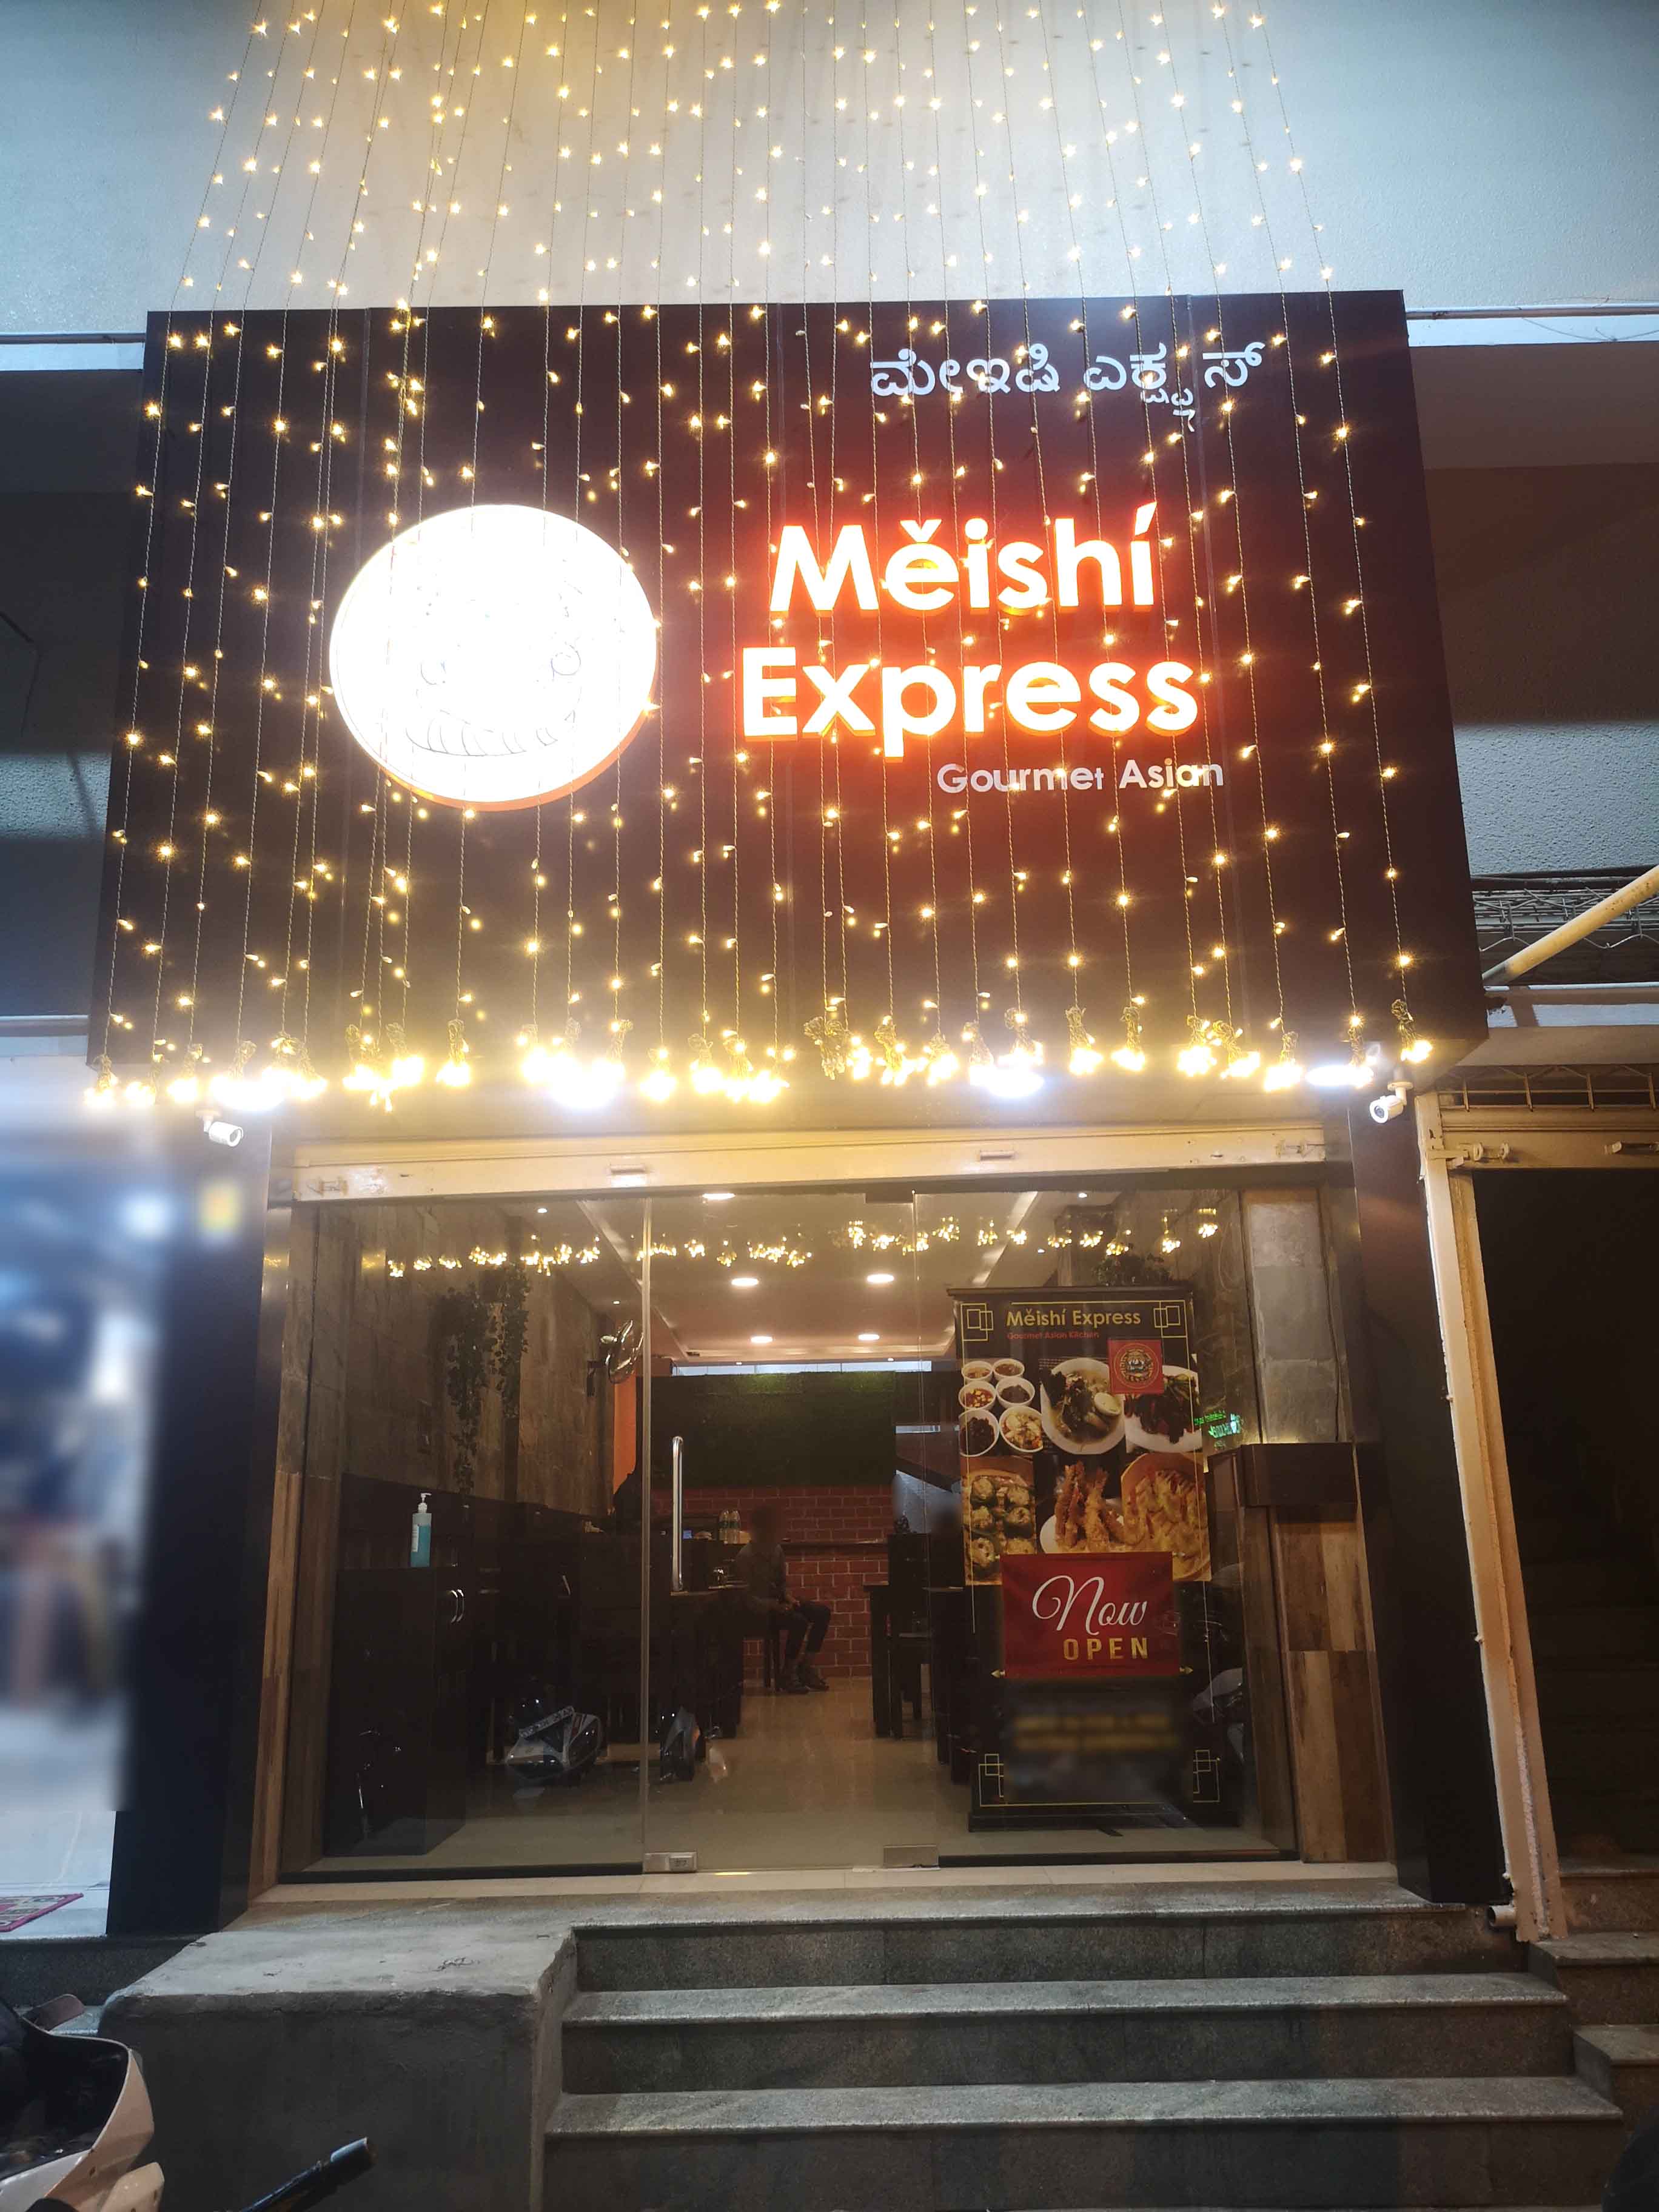 ಮೇಇಷಿ ಎಕ್ಸ್ಪ್ರೆಸ್
Měishí
Express
Gourmet Asian
Měishí Express
Gourmet Asian Kitchen
Now
OPEN